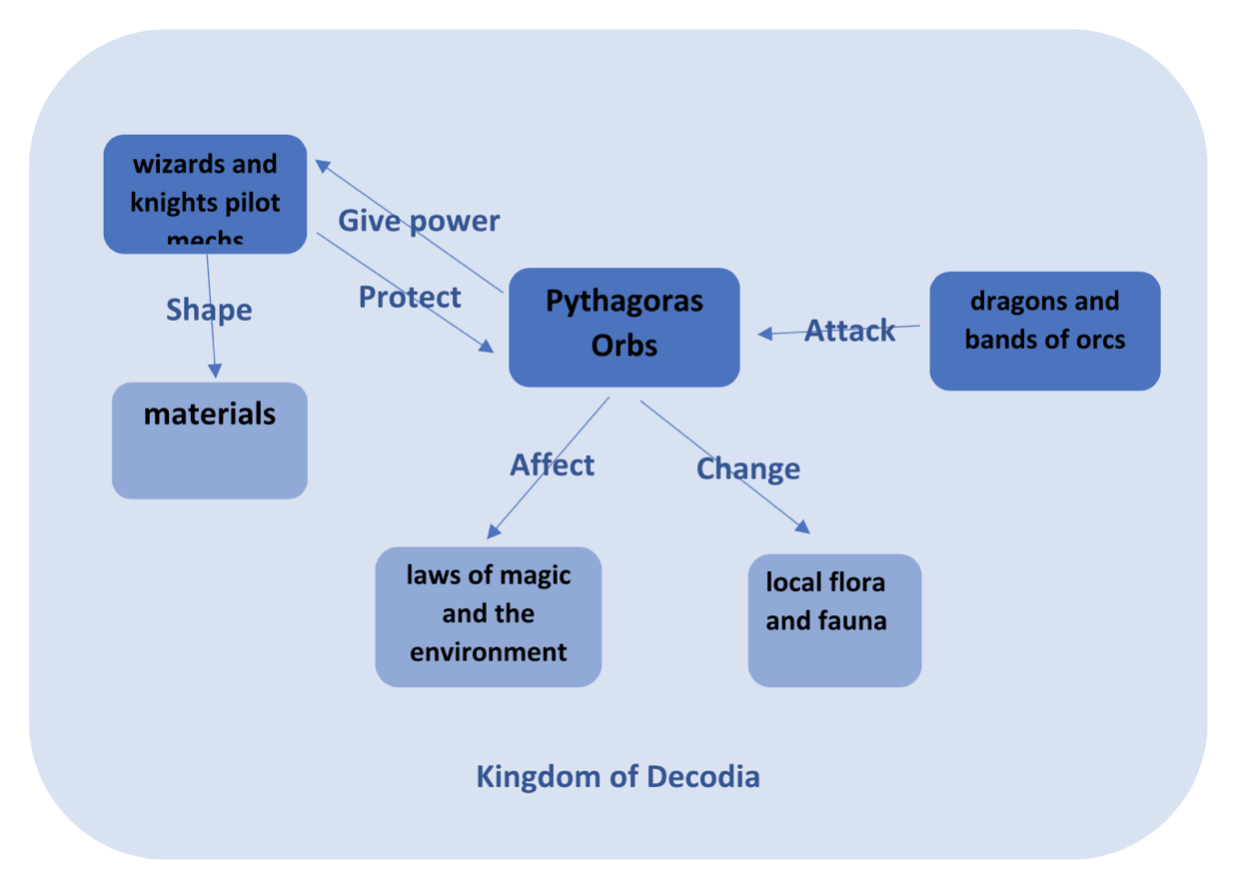 wizards and
knights pilot
mechs
Give power
Protect
Shape
Pythagoras
Orbs
Attack
dragons and
bands of orcs
materials
Affect
Change
laws of magic
and the
environment
local flora
and fauna
Kingdom of Decodia